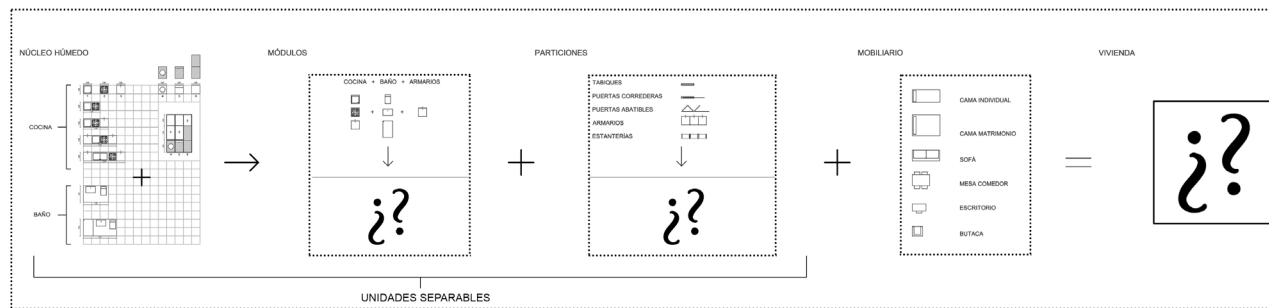 NÚCLEO HÚMEDO
COCINA
BAÑO
MÓDULOS
COCINA + BAÑO + ARMARIOS
¿?
PARTICIONES
TABIQUES
PUERTAS CORREDERAS
PUERTAS ABATIBLES
ARMARIOS
ESTANTERÍAS
¿?
MOBILIARIO
CAMA INDIVIDUAL
CAMA MATRIMONIO
SOFÁ
MESA COMEDOR
ESCRITORIO
BUTACA
VIVIENDA
¿?
UNIDADES SEPARABLES